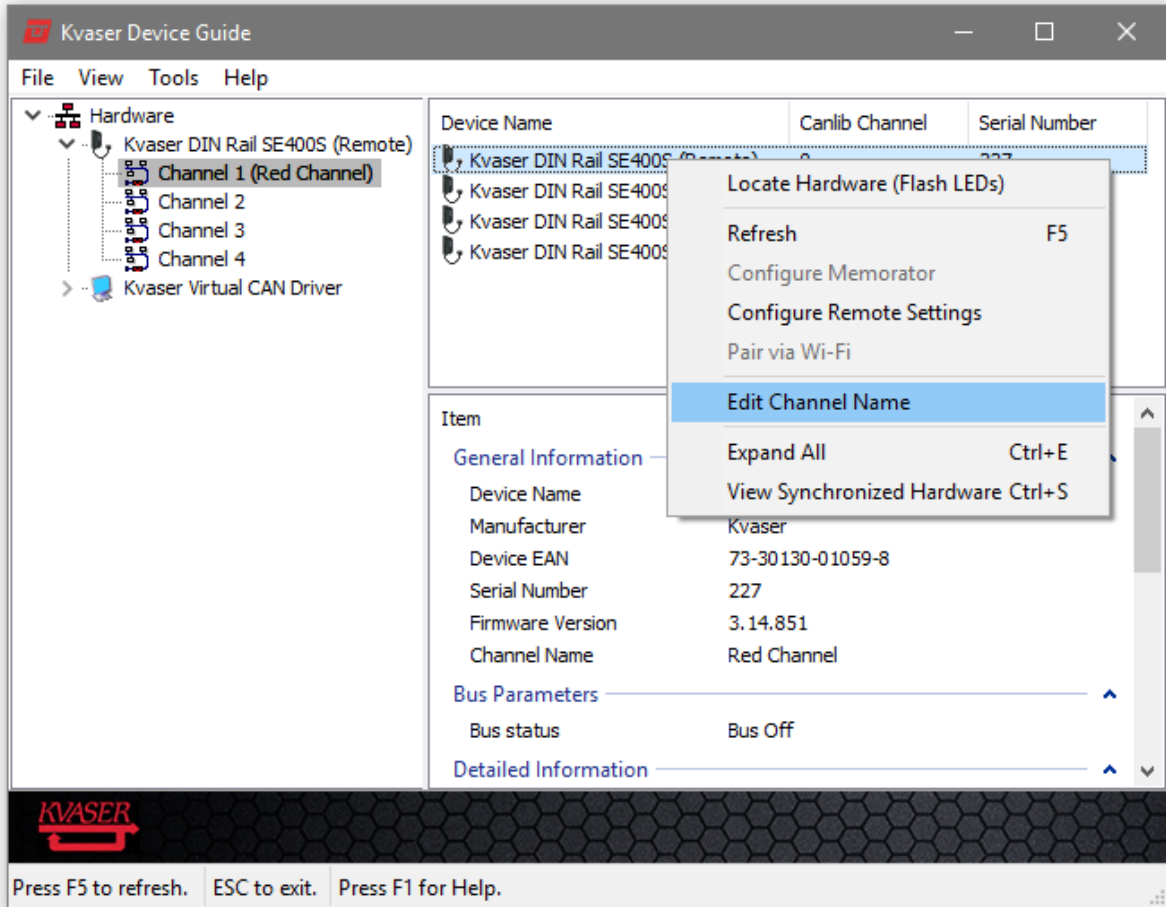 Kvaser Device Guide
File View Tools Help
Hardware
Kvaser DIN Rail SE400S (Remote)
Channel 1 (Red Channel)
Channel 2
Channel 3
Channel 4
Kvaser Virtual CAN Driver
Device Name Canlib Channel Serial Number
Kvaser DIN Rail SE400S (Remote) 0 227
Kvaser DIN Rail SE400S
Kvaser DIN Rail SE400S
Kvaser DIN Rail SE400S
Locate Hardware (Flash LEDs)
Refresh F5
Configure Memorator
Configure Remote Settings
Pair via Wi-Fi
Edit Channel Name
Expand All Ctrl+E
View Synchronized Hardware Ctrl+S
Item
General Information
Device Name
Manufacturer Kvaser
Device EAN 73-30130-01059-8
Serial Number 227
Firmware Version 3.14.851
Channel Name Red Channel
Bus Parameters
Bus status Bus Off
Detailed Information
KVASER
Press F5 to refresh. ESC to exit. Press F1 for Help.